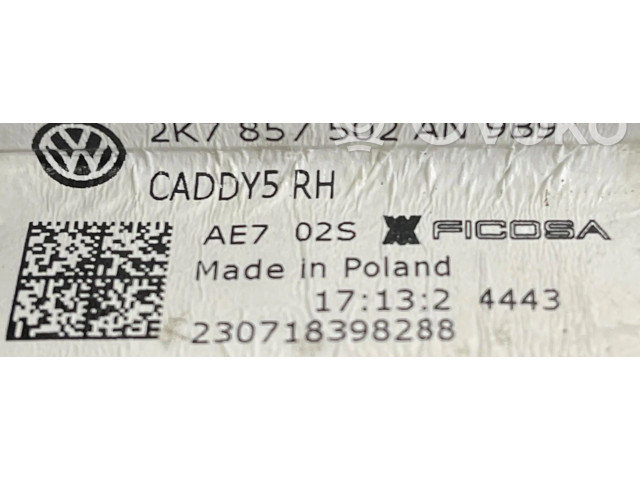 2K7 857 502 AN 9B9
CADDY5 RH
AE7 02S FICOSA
Made in Poland
17:13:2 4443
230718398288